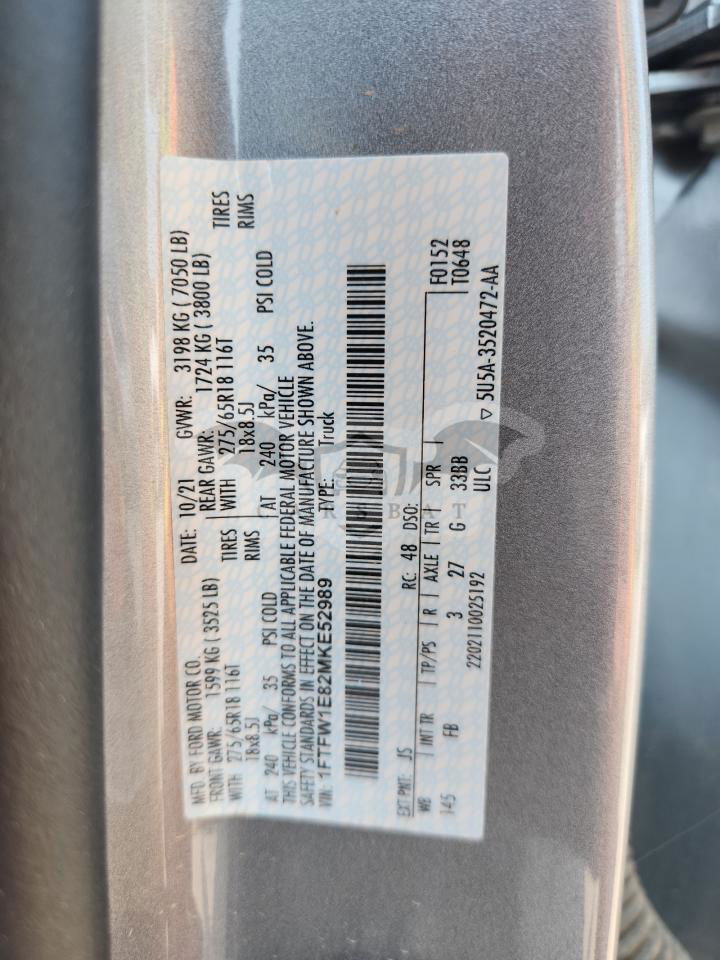 MFD. BY FORD MOTOR CO.
DATE: 10/21 GVWR: 3198 KG ( 7050 LB)
FRONT GAWR: 1599 KG ( 3525 LB) REAR GAWR: 1724 KG ( 3800 LB)
WITH 275/65R18 116T TIRES WITH 275/65R18 116T TIRES
18x8.5J RIMS 18x8.5J RIMS
AT 240 kPa/ 35 PSI COLD AT 240 kPa/ 35 PSI COLD
THIS VEHICLE CONFORMS TO ALL APPLICABLE FEDERAL MOTOR VEHICLE
SAFETY STANDARDS IN EFFECT ON THE DATE OF MANUFACTURE SHOWN ABOVE.
VIN: 1FTFW1E82MKE52989 TYPE: Truck
EXT PNT: JS RC: 48 DSO: F0152
WB INT TR TP/PS R AXLE TR SPR T0648
145 FB 3 27 G 33BB
2202110025192 ULC ▽ 5U5A-3520472-AA